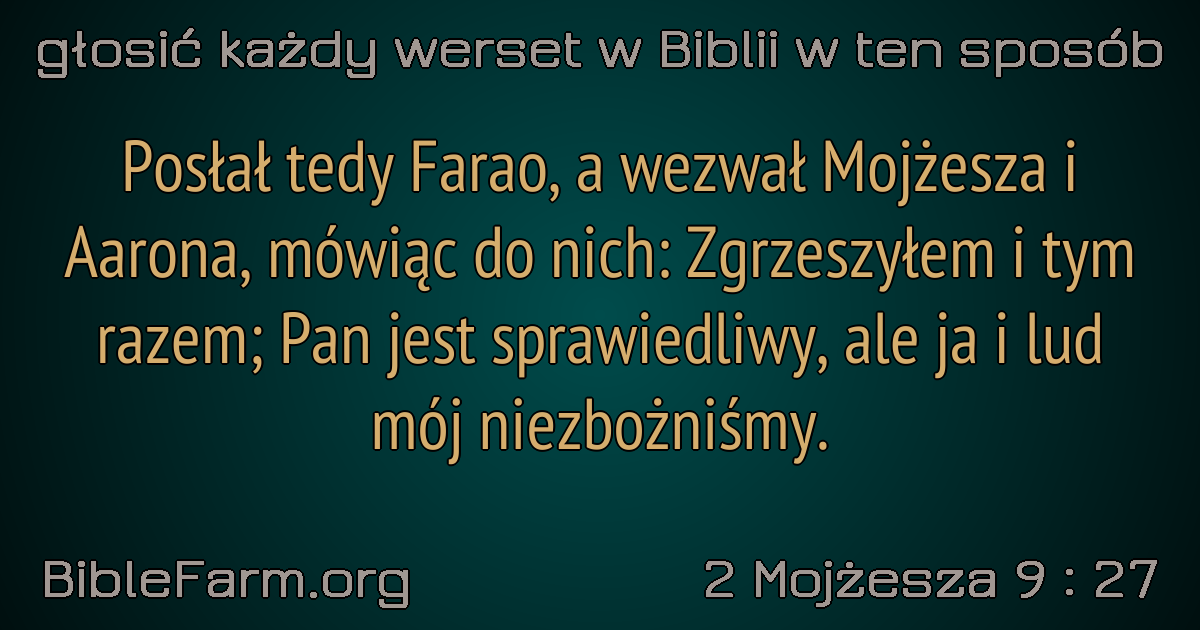 głosić każdy werset w Biblii w ten sposób
Posłał tedy Farao, a wezwał Mojżesza i
Aarona, mówiąc do nich: Zgrzeszyłem i tym
razem; Pan jest sprawiedliwy, ale ja i lud
mój niezbożniśmy.
BibleFarm.org
2 Mojżesza 9 : 27